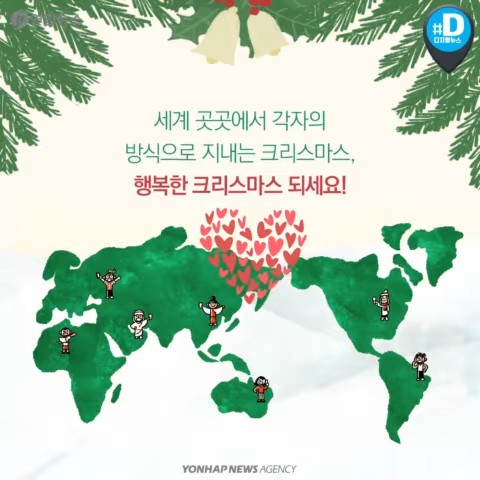 #D
디지털뉴스
세계 곳곳에서 각자의
방식으로 지내는 크리스마스,
행복한 크리스마스 되세요!
YONHAP NEWS AGENCY